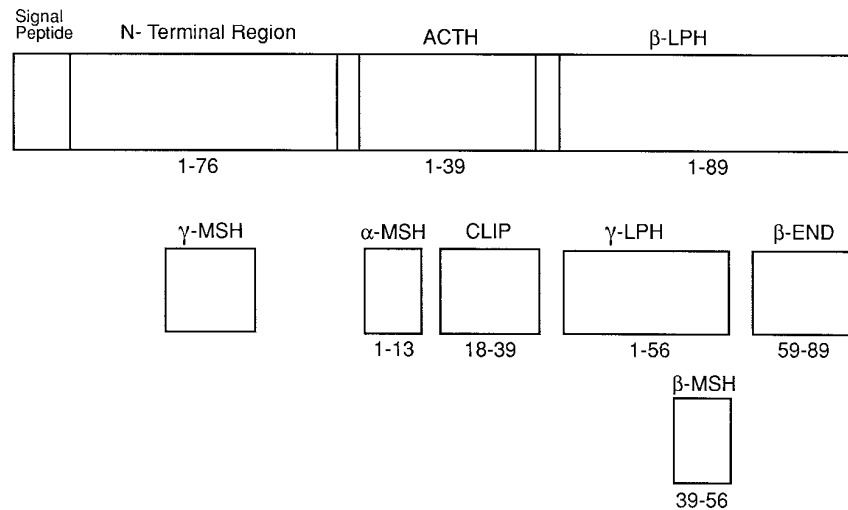 Signal
Peptide
N- Terminal Region
ACTH
β-LPH
1-76
1-39
1-89
γ-MSH
α-MSH
CLIP
γ-LPH
β-END
1-13
18-39
1-56
59-89
β-MSH
39-56